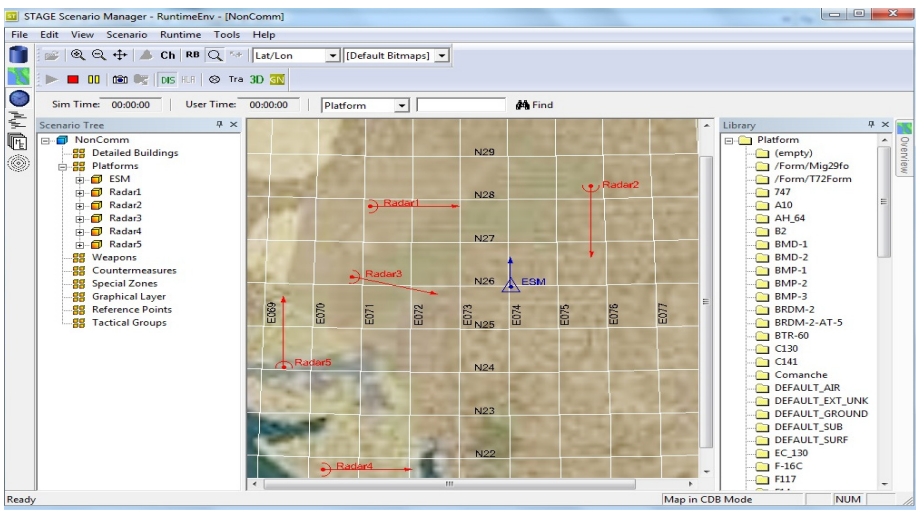 ST STAGE Scenario Manager - RuntimeEnv - [NonComm]
File Edit View Scenario Runtime Tools Help
Ch RB Lat/Lon [Default Bitmaps]
DIS HLA Tra 3D
Sim Time: 00:00:00 User Time: 00:00:00 Platform Find
Scenario Tree
NonComm
Detailed Buildings
Platforms
ESM
Radar1
Radar2
Radar3
Radar4
Radar5
Weapons
Countermeasures
Special Zones
Graphical Layer
Reference Points
Tactical Groups
N29
N28
Radar2
Radar1
N27
Radar3
N26
ESM
E069
E070
E071
E072
E073
E074
E075
E076
E077
N25
Radar5
N24
N23
N22
Radar4
Library
Platform
(empty)
/Form/Mig29fo
/Form/T72Form
747
A10
AH_64
B2
BMD-1
BMD-2
BMP-1
BMP-2
BMP-3
BRDM-2
BRDM-2-AT-5
BTR-60
C130
C141
Comanche
DEFAULT_AIR
DEFAULT_EXT_UNK
DEFAULT_GROUND
DEFAULT_SUB
DEFAULT_SURF
EC_130
F-16C
F117
Overview
Ready Map in CDB Mode NUM